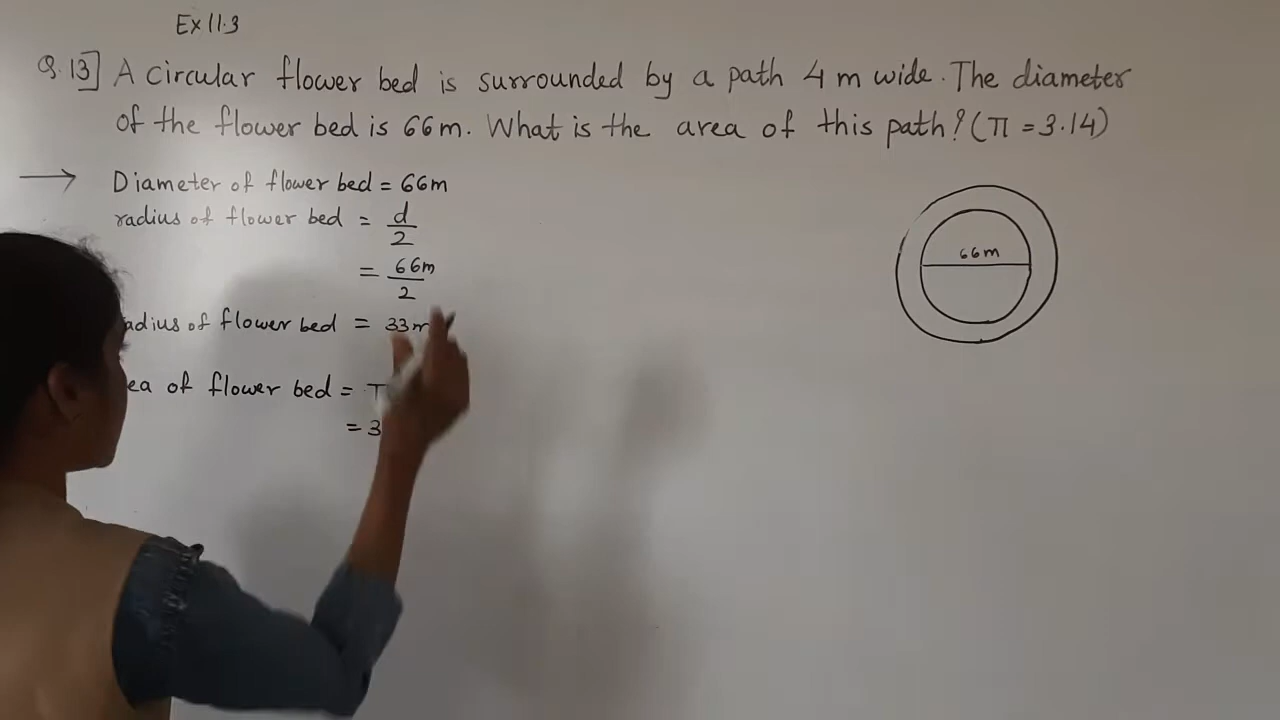 Ex 11.3
Q.13] A circular flower bed is surrounded by a path 4 m wide. The diameter
of the flower bed is 66m. What is the area of this path? (π = 3.14)
→ Diameter of flower bed = 66m
radius of flower bed = d/2
= 66m/2
adius of flower bed = 33m
ea of flower bed =
= 3
66m